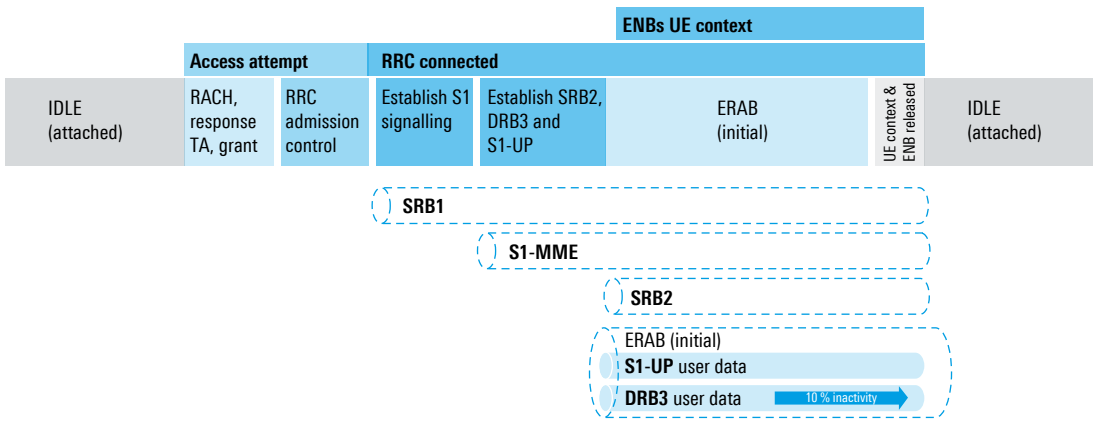 ENBs UE context
Access attempt
RRC connected
IDLE
(attached)
RACH,
response
TA, grant
RRC
admission
control
Establish S1
signalling
Establish SRB2,
DRB3 and
S1-UP
ERAB
(initial)
UE context &
ENB released
IDLE
(attached)
SRB1
S1-MME
SRB2
ERAB (initial)
S1-UP user data
DRB3 user data
10 % inactivity